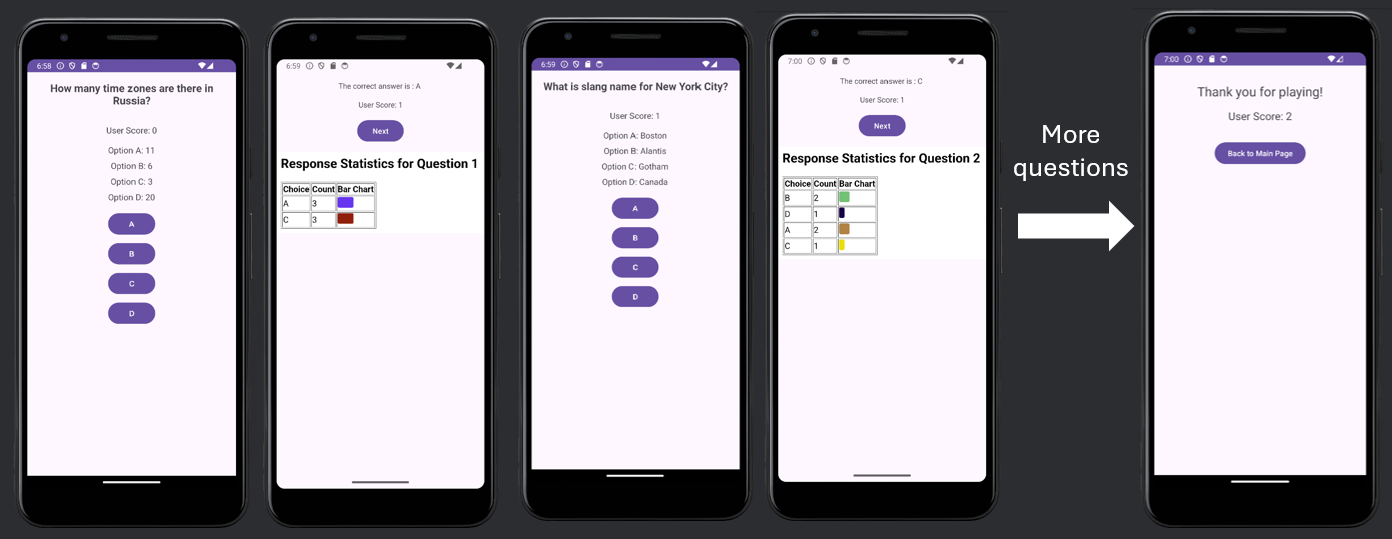 6:58
How many time zones are there in
Russia?
User Score: 0
Option A: 11
Option B: 6
Option C: 3
Option D: 20
A
B
C
D
6:59
The correct answer is : A
User Score: 1
Next
Response Statistics for Question 1
Choice Count Bar Chart
A 3
C 3
6:59
What is slang name for New York City?
User Score: 1
Option A: Boston
Option B: Alantis
Option C: Gotham
Option D: Canada
A
B
C
D
7:00
The correct answer is : C
User Score: 1
Next
Response Statistics for Question 2
Choice Count Bar Chart
B 2
D 1
A 2
C 1
More
questions
7:00
Thank you for playing!
User Score: 2
Back to Main Page